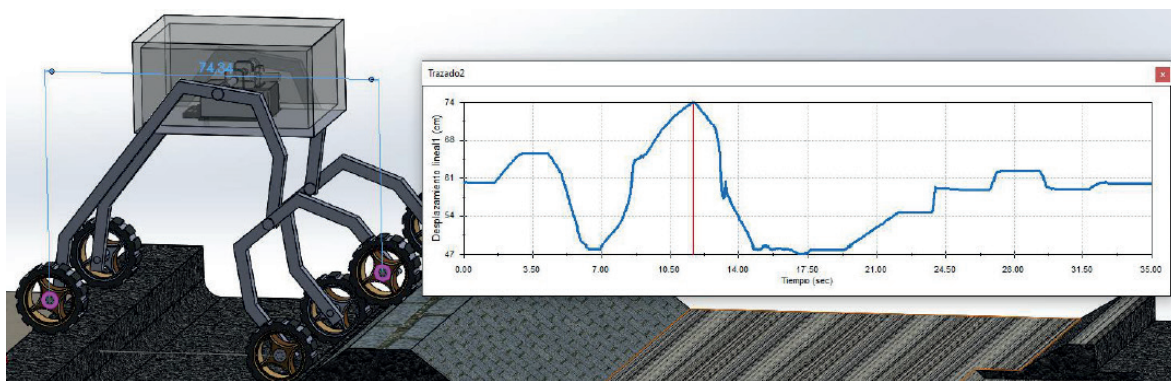 74,34
Trazado2
x
Desplazamiento lineal1 (cm)
74
68
61
54
47
0.00 3.50 7.00 10.50 14.00 17.50 21.00 24.50 28.00 31.50 35.00
Tiempo (sec)